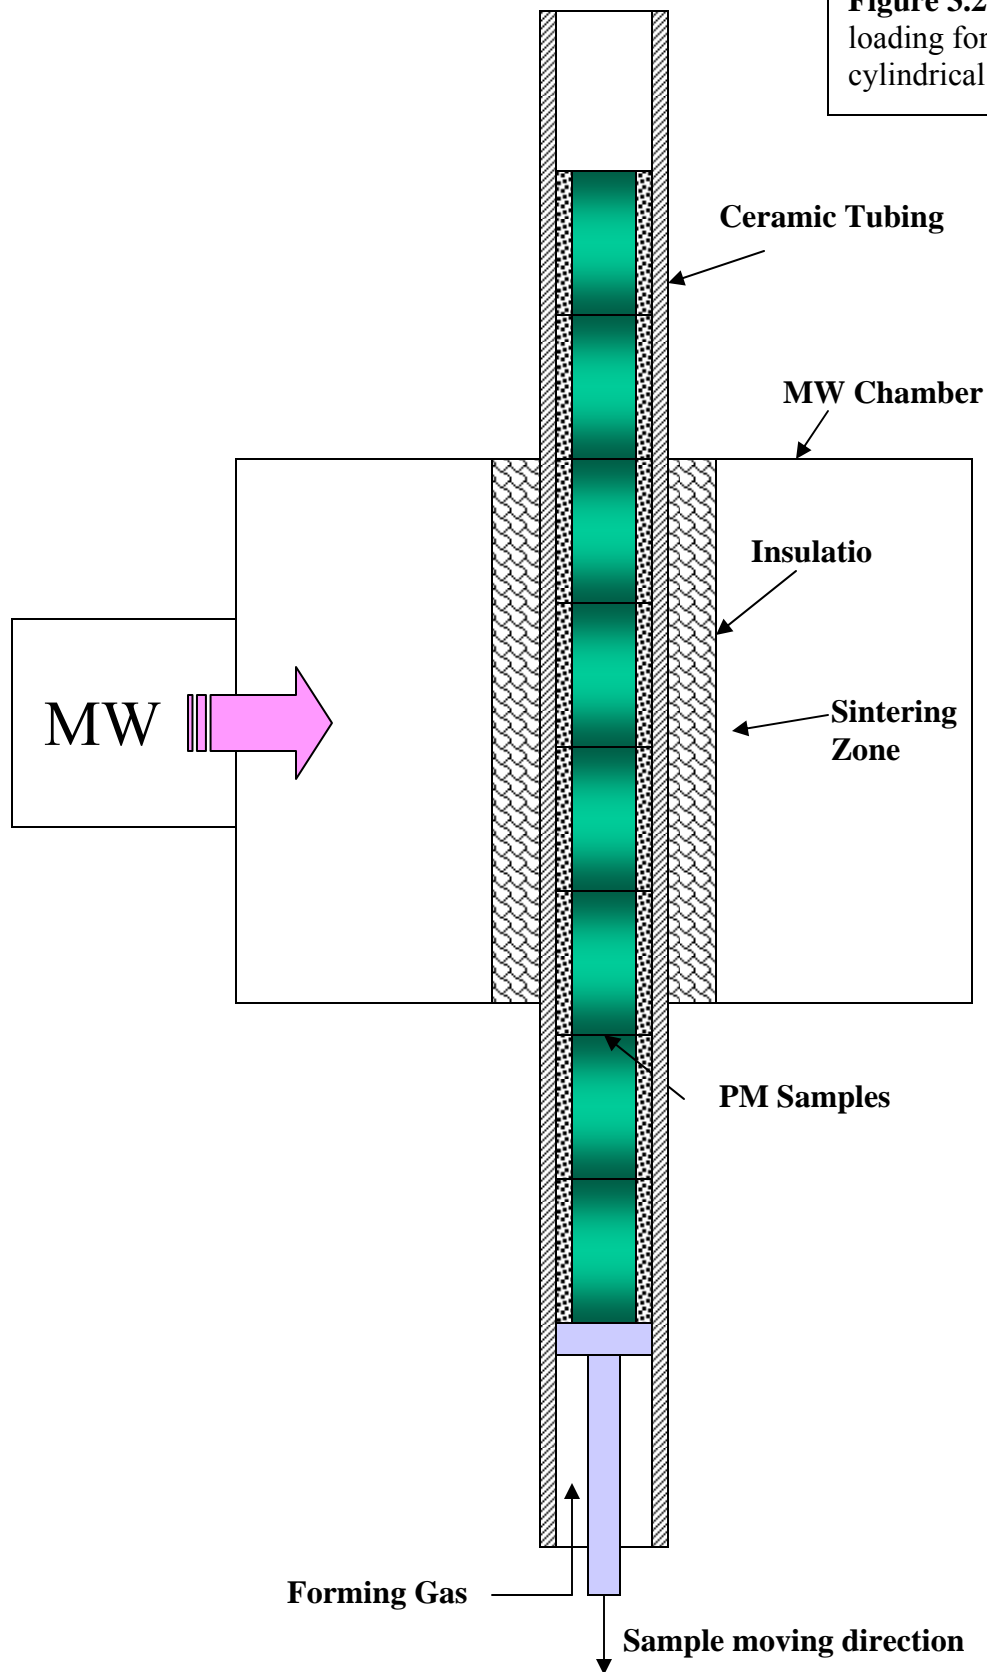 Figure 3.2
loading for
cylindrical
Ceramic Tubing
MW Chamber
Insulatio
MW
Sintering
Zone
PM Samples
Forming Gas
Sample moving direction